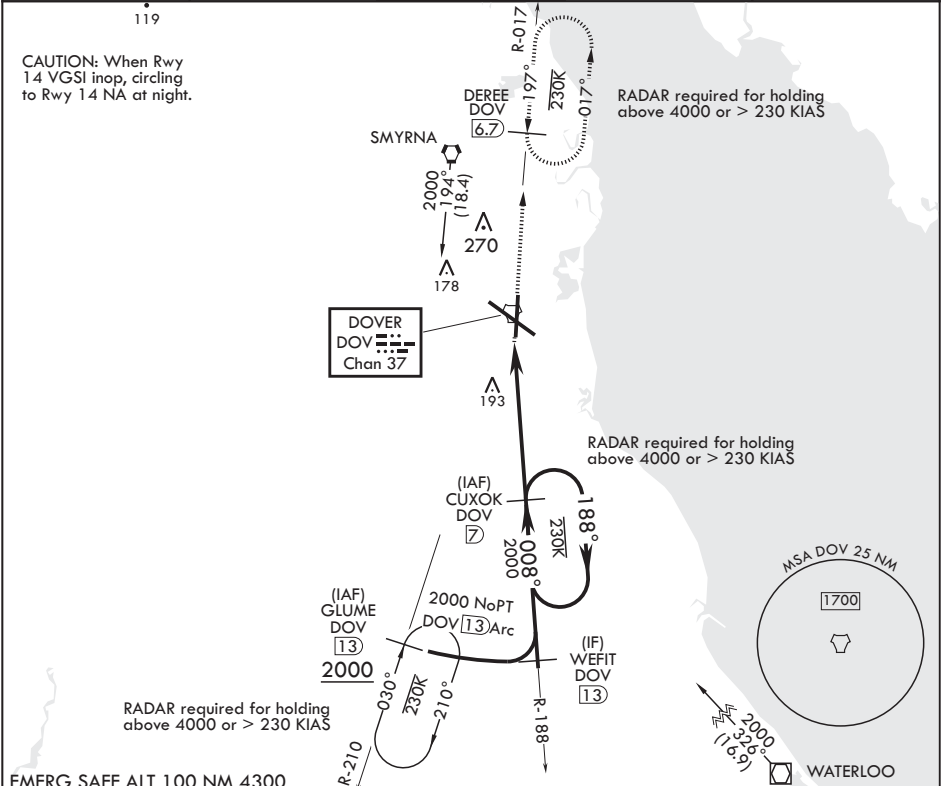 119
CAUTION: When Rwy
14 VGSI inop, circling
to Rwy 14 NA at night.
R-017
197°
230K
017°
DEREE
DOV
6.7
RADAR required for holding
above 4000 or > 230 KIAS
SMYRNA
2000
194°
(18.4)
270
178
DOVER
DOV
Chan 37
193
RADAR required for holding
above 4000 or > 230 KIAS
(IAF)
CUXOK
DOV
7
188°
230K
008°
2000
MSA DOV 25 NM
1700
(IAF)
GLUME
DOV
13
2000
2000 NoPT
DOV 13 Arc
(IF)
WEFIT
DOV
13
030°
230K
210°
RADAR required for holding
above 4000 or > 230 KIAS
R-188
R-210
2000
326°
(16.9)
WATERLOO
EMERG SAFE ALT 100 NM 4300